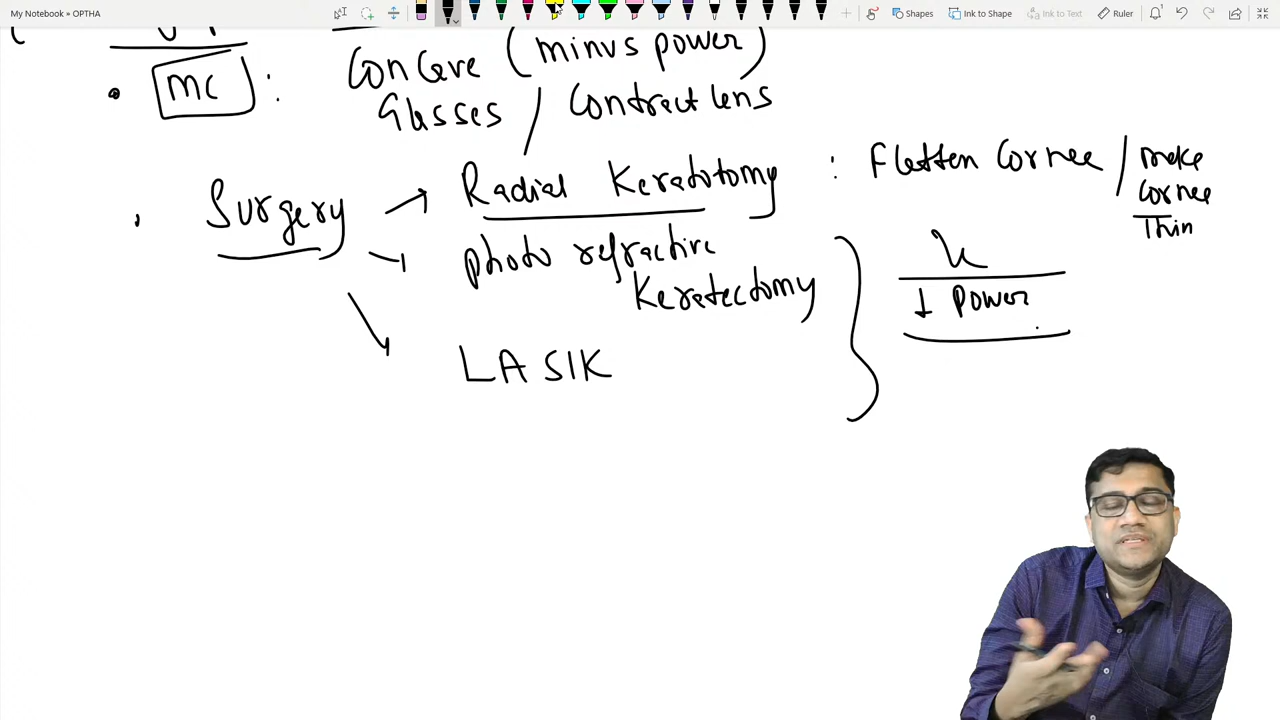 My Notebook » OPTHA
Shapes
Ink to Shape
Ink to Text
Ruler
mc : Concave (minus power)
Glasses / Contract lens
Surgery → Radial Keratotomy : Flatten Cornea / make
Cornea
Thin
photo refractive
Keratectomy
↓ Power
LASIK